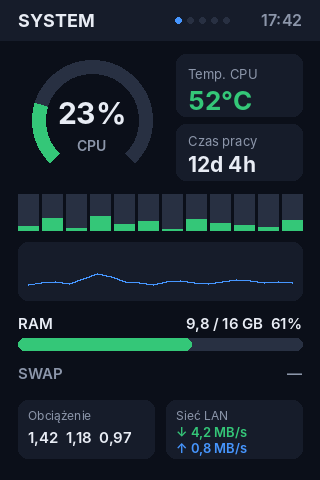 SYSTEM 17:42
23%
CPU
Temp. CPU
52°C
Czas pracy
12d 4h
RAM 9,8 / 16 GB 61%
SWAP —
Obciążenie
1,42 1,18 0,97
Sieć LAN
↓ 4,2 MB/s
↑ 0,8 MB/s